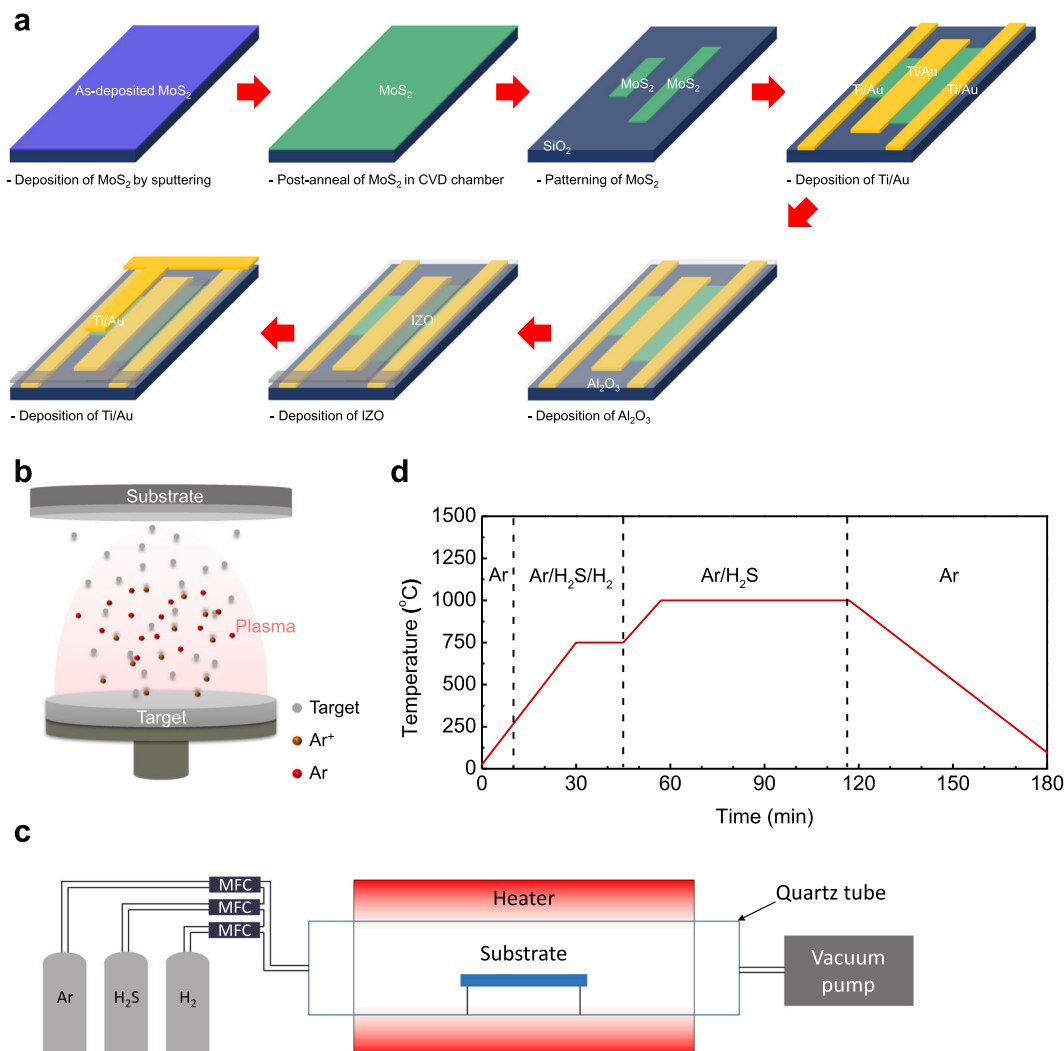 a
As-deposited MoS₂
MoS₂
MoS₂
MoS₂
SiO₂
Ti/Au
Ti/Au
Ti/Au
- Deposition of MoS₂ by sputtering
- Post-anneal of MoS₂ in CVD chamber
- Patterning of MoS₂
- Deposition of Ti/Au
Ti/Au
IZO
Al₂O₃
- Deposition of Ti/Au
- Deposition of IZO
- Deposition of Al₂O₃
b
Substrate
Plasma
Target
Target
Ar⁺
Ar
d
1500
1250
1000
750
500
250
0
Temperature (°C)
Ar
Ar/H₂S/H₂
Ar/H₂S
Ar
0
30
60
90
120
150
180
Time (min)
c
MFC
MFC
MFC
Ar
H₂S
H₂
Heater
Substrate
Quartz tube
Vacuum
pump